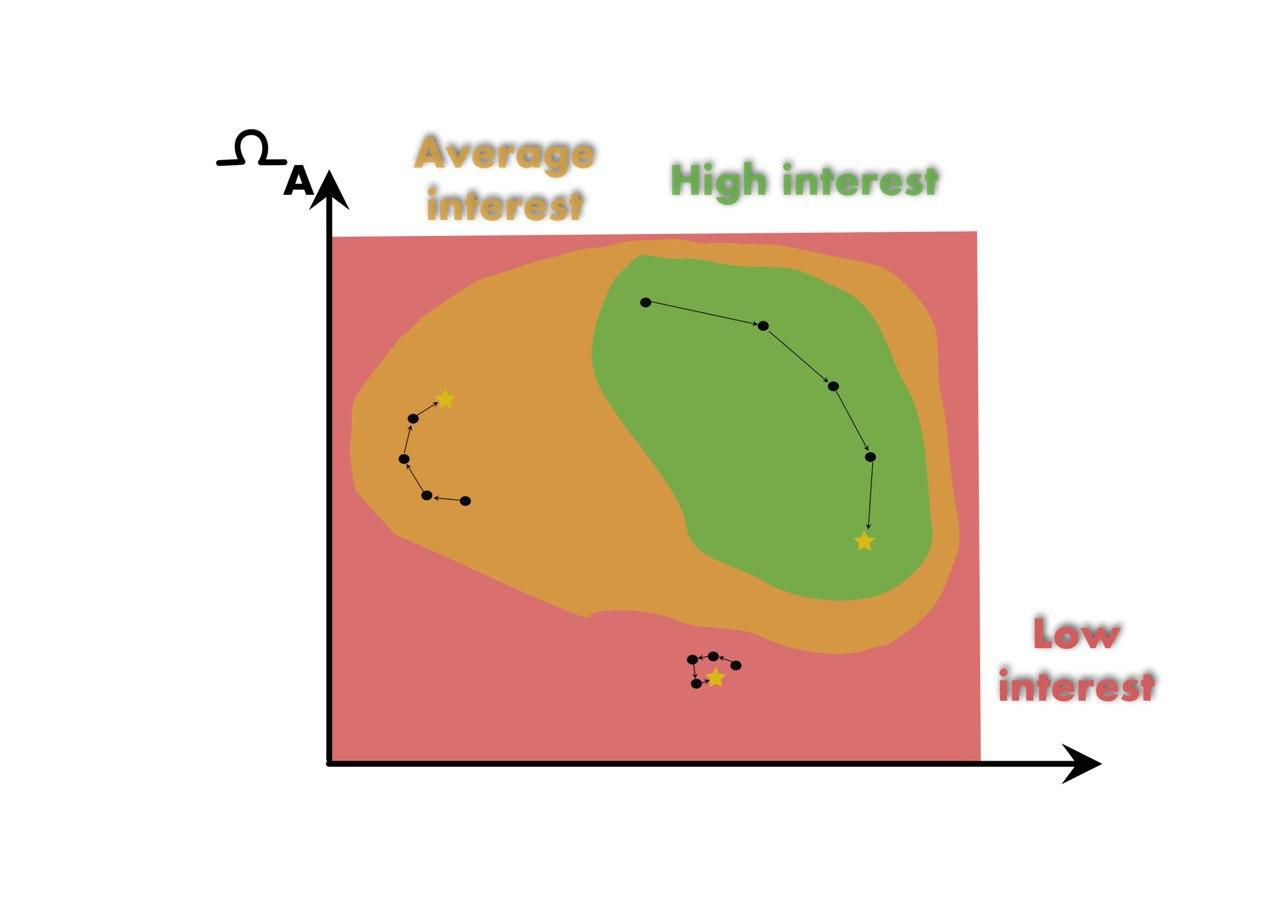 Ω
A
Average
interest
High interest
Low
interest